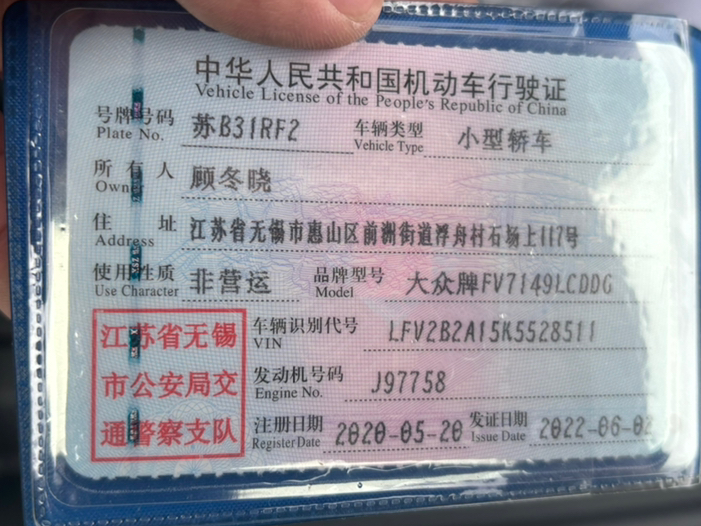 中华人民共和国机动车行驶证
Vehicle License of the People's Republic of China
号牌号码 苏B31RF2 车辆类型 小型轿车
Plate No. Vehicle Type
所有人 顾冬晓
Owner
住址 江苏省无锡市惠山区前洲街道浮舟村石场上117号
Address
使用性质 非营运 品牌型号 大众牌FV7149LCDDG
Use Character Model
江苏省无锡
市公安局交
通警察支队
车辆识别代号 LFV2B2A15K5528511
VIN
发动机号码 J97758
Engine No.
注册日期 2020-05-20 发证日期 2022-06-02
Register Date Issue Date